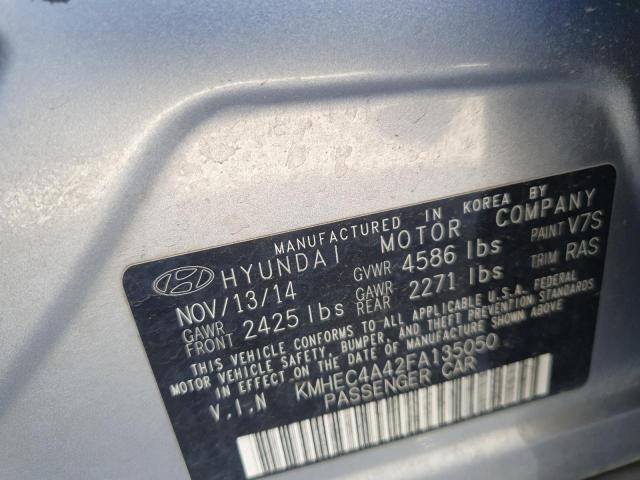 MANUFACTURED IN KOREA BY
HYUNDAI MOTOR COMPANY
NOV/13/14 GVWR 4586 lbs PAINT V7S
GAWR FRONT 2425 lbs GAWR REAR 2271 lbs TRIM RAS
THIS VEHICLE CONFORMS TO ALL APPLICABLE U.S.A. FEDERAL
MOTOR VEHICLE SAFETY, BUMPER, AND THEFT PREVENTION STANDARDS
IN EFFECT ON THE DATE OF MANUFACTURE SHOWN ABOVE.
V.I.N KMHEC4A42FA135050
PASSENGER CAR